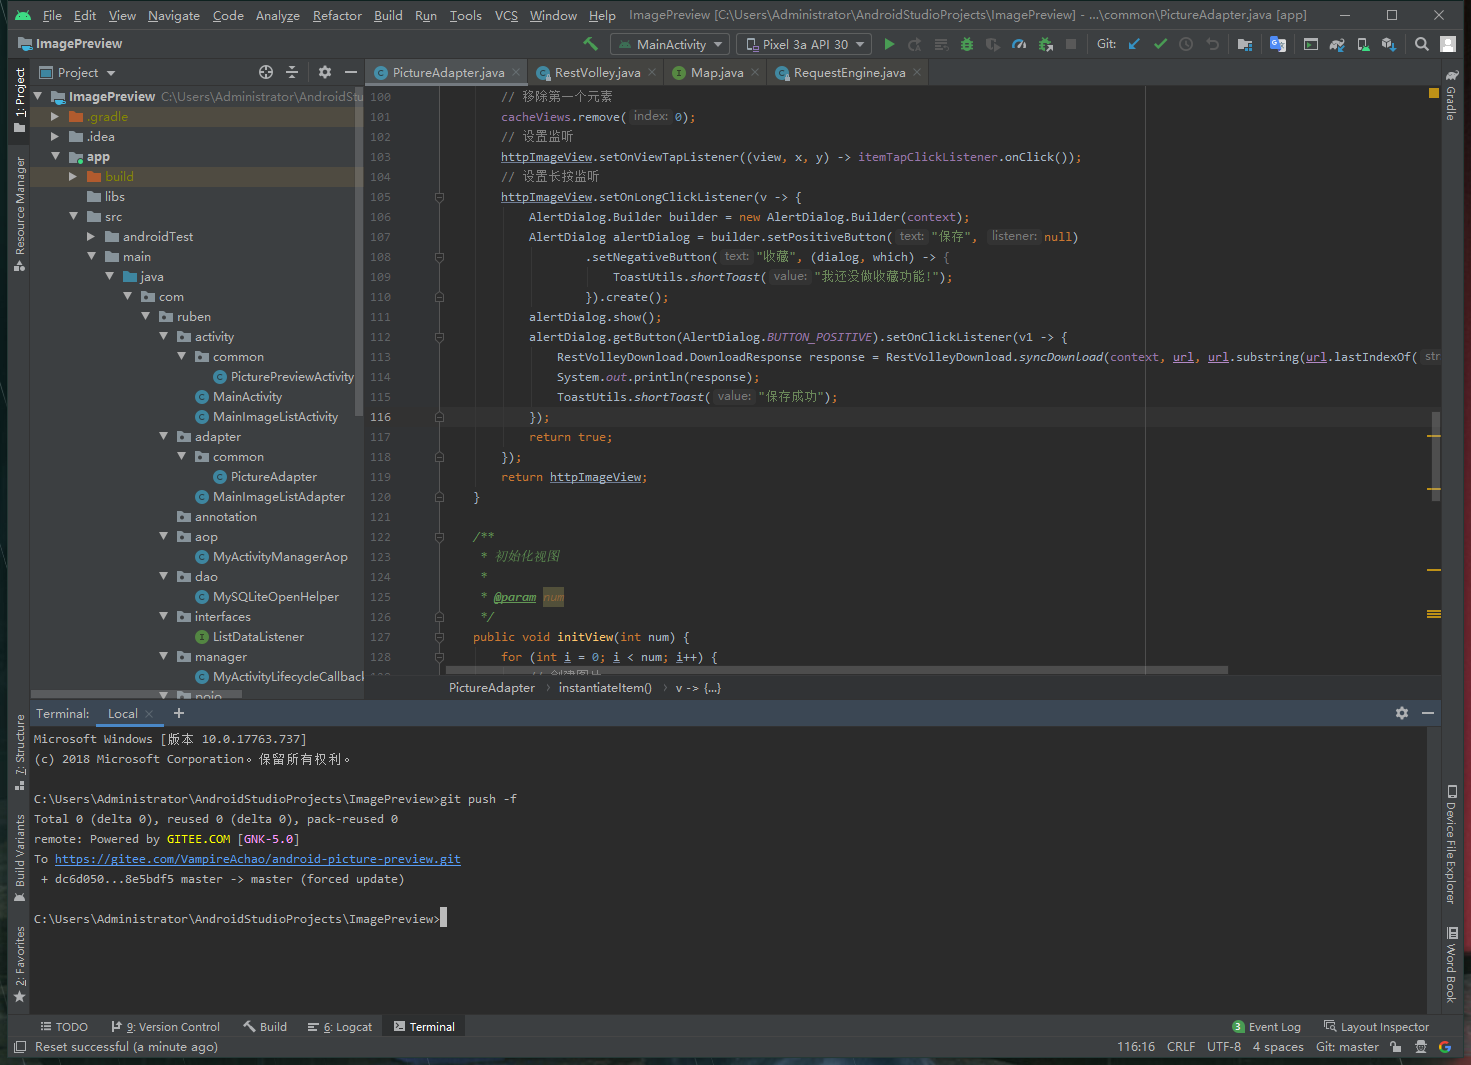 File Edit View Navigate Code Analyze Refactor Build Run Tools VCS Window Help ImagePreview [C:\Users\Administrator\AndroidStudioProjects\ImagePreview] - ...\common\PictureAdapter.java [app]
ImagePreview MainActivity Pixel 3a API 30 Git:
Project PictureAdapter.java RestVolley.java Map.java RequestEngine.java
1: Project
Resource Manager
7: Structure
Build Variants
2: Favorites
ImagePreview C:\Users\Administrator\AndroidStu
.gradle
.idea
app
build
libs
src
androidTest
main
java
com
ruben
activity
common
PicturePreviewActivity
MainActivity
MainImageListActivity
adapter
common
PictureAdapter
MainImageListAdapter
annotation
aop
MyActivityManagerAop
dao
MySQLiteOpenHelper
interfaces
ListDataListener
manager
MyActivityLifecycleCallback
pojo
100 // 移除第一个元素
101 cacheViews.remove( index: 0);
102 // 设置监听
103 httpImageView.setOnViewTapListener((view, x, y) -> itemTapClickListener.onClick());
104 // 设置长按监听
105 httpImageView.setOnLongClickListener(v -> {
106 AlertDialog.Builder builder = new AlertDialog.Builder(context);
107 AlertDialog alertDialog = builder.setPositiveButton( text: "保存", listener: null)
108 .setNegativeButton( text: "收藏", (dialog, which) -> {
109 ToastUtils.shortToast( value: "我还没做收藏功能!");
110 }).create();
111 alertDialog.show();
112 alertDialog.getButton(AlertDialog.BUTTON_POSITIVE).setOnClickListener(v1 -> {
113 RestVolleyDownload.DownloadResponse response = RestVolleyDownload.syncDownload(context, url, url.substring(url.lastIndexOf( str
114 System.out.println(response);
115 ToastUtils.shortToast( value: "保存成功");
116 });
117 return true;
118 });
119 return httpImageView;
120 }
121
122 /**
123 * 初始化视图
124 *
125 * @param num
126 */
127 public void initView(int num) {
128 for (int i = 0; i < num; i++) {
PictureAdapter › instantiateItem() › v -> {...}
Gradle
Device File Explorer
Word Book
Terminal: Local
Microsoft Windows [版本 10.0.17763.737]
(c) 2018 Microsoft Corporation。保留所有权利。
C:\Users\Administrator\AndroidStudioProjects\ImagePreview>git push -f
Total 0 (delta 0), reused 0 (delta 0), pack-reused 0
remote: Powered by GITEE.COM [GNK-5.0]
To https://gitee.com/VampireAchao/android-picture-preview.git
+ dc6d050...8e5bdf5 master -> master (forced update)
C:\Users\Administrator\AndroidStudioProjects\ImagePreview>
TODO 9: Version Control Build 6: Logcat Terminal 3 Event Log Layout Inspector
Reset successful (a minute ago) 116:16 CRLF UTF-8 4 spaces Git: master